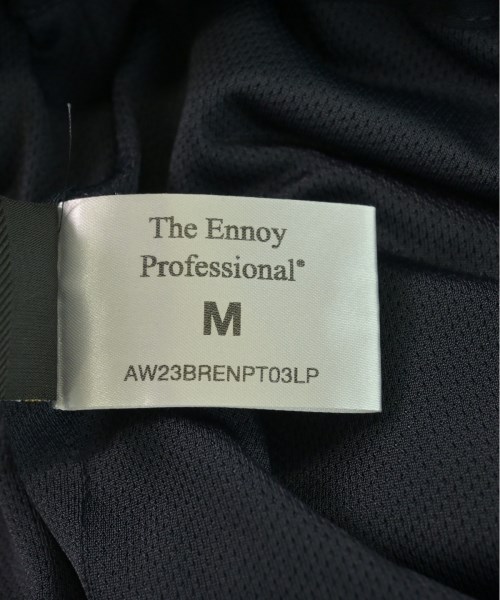 The Ennoy
Professional®
M
AW23BRENPT03LP